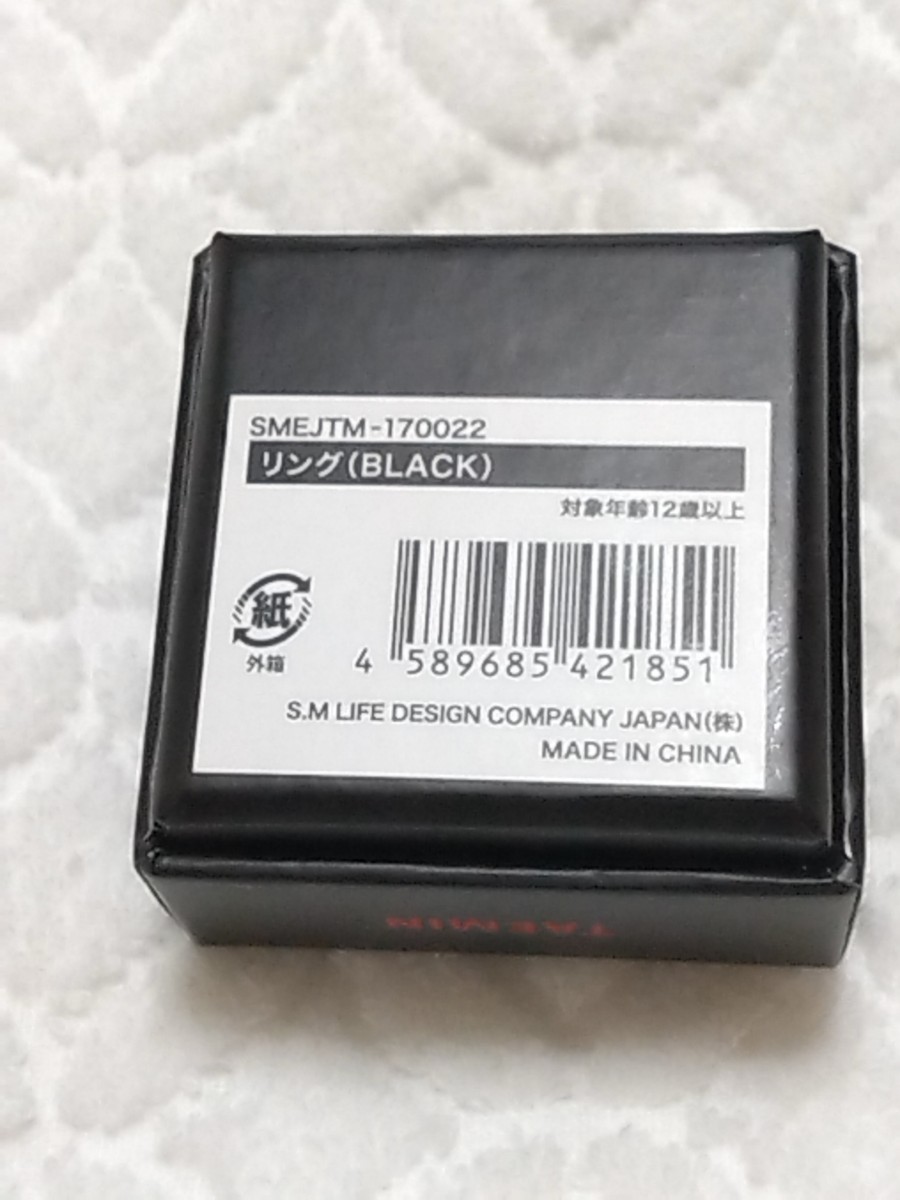 SMEJTM-170022
リング(BLACK)
対象年齢12歳以上
紙
外箱
4 589685 421851
S.M LIFE DESIGN COMPANY JAPAN(株)
MADE IN CHINA
TAEMIN